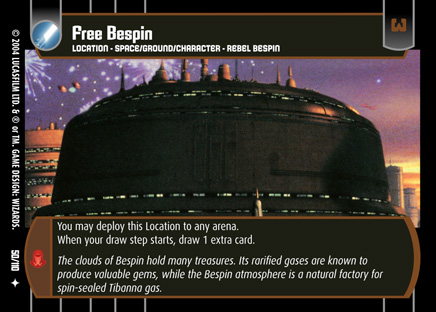 Free Bespin
LOCATION - SPACE/GROUND/CHARACTER - REBEL BESPIN
You may deploy this Location to any arena.
When your draw step starts, draw 1 extra card.
The clouds of Bespin hold many treasures. Its rarified gases are known to
produce valuable gems, while the Bespin atmosphere is a natural factory for
spin-sealed Tibanna gas.
© 2004 LUCASFILM LTD. & ® or TM. GAME DESIGN: WIZARDS.
50/110